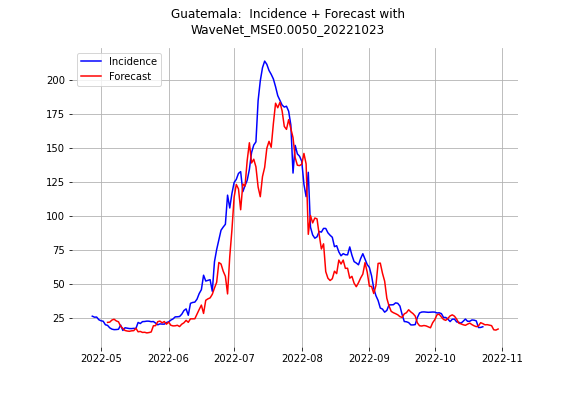 Guatemala:  Incidence + Forecast with
WaveNet_MSE0.0050_20221023
Incidence
Forecast
200
175
150
125
100
75
50
25
2022-05 2022-06 2022-07 2022-08 2022-09 2022-10 2022-11